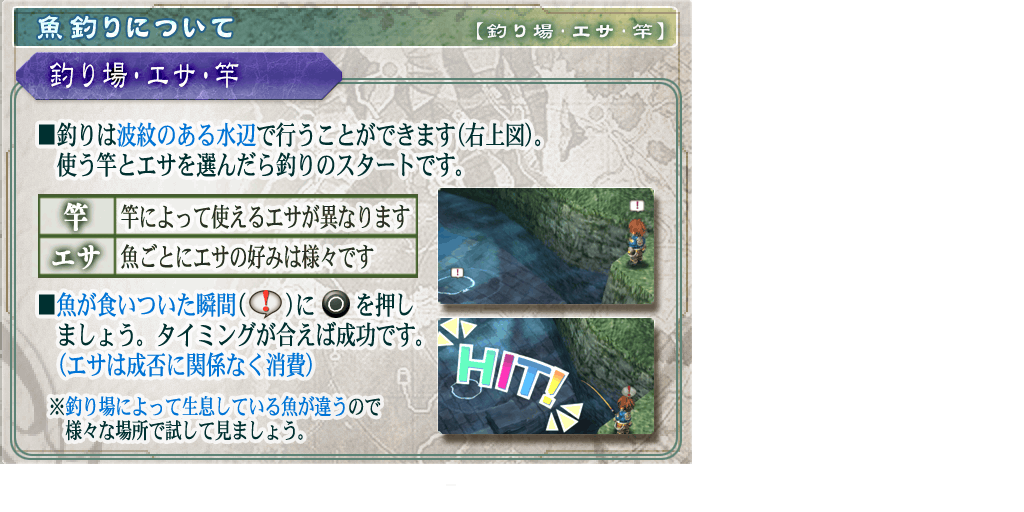 魚釣りについて
【釣り場・エサ・竿】
釣り場・エサ・竿
■釣りは波紋のある水辺で行うことができます(右上図)。
使う竿とエサを選んだら釣りのスタートです。
竿 竿によって使えるエサが異なります
エサ 魚ごとにエサの好みは様々です
■魚が食いついた瞬間(!)に◎を押し
ましょう。タイミングが合えば成功です。
(エサは成否に関係なく消費)
※釣り場によって生息している魚が違うので
様々な場所で試して見ましょう。
!
!
HIT!
!